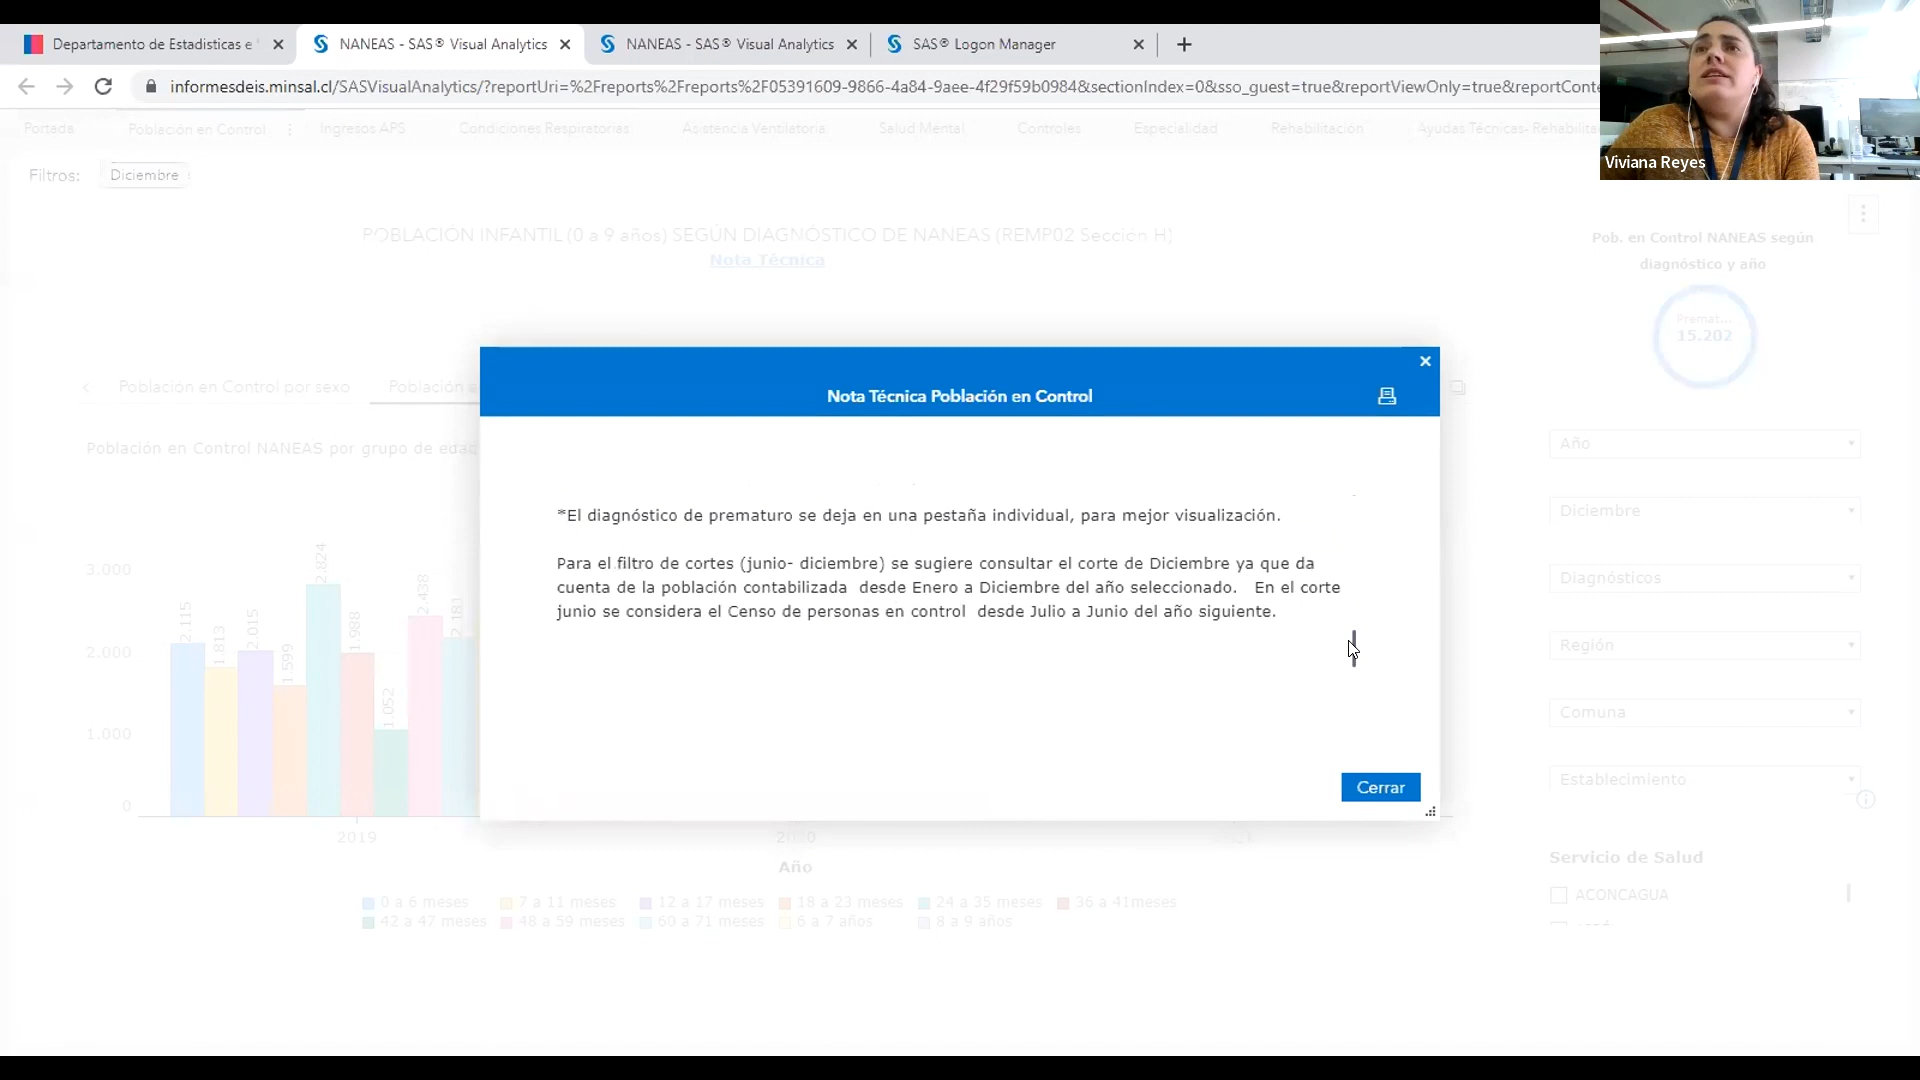 Departamento de Estadisticas e
NANEAS - SAS® Visual Analytics
NANEAS - SAS® Visual Analytics
SAS® Logon Manager
informesdeis.minsal.cl/SASVisualAnalytics/?reportUri=%2Freports%2Freports%2F05391609-9866-4a84-9aee-4f29f59b0984&sectionIndex=0&sso_guest=true&reportViewOnly=true&reportConte
Viviana Reyes
Portada
Población en Control
Ingresos APS
Condiciones Respiratorias
Asistencia Ventilatoria
Salud Mental
Controles
Especialidad
Rehabilitación
Ayudas Técnicas- Rehabilita
Filtros:
Diciembre
POBLACIÓN INFANTIL (0 a 9 años) SEGÚN DIAGNÓSTICO DE NANEAS (REMP02 Sección H)
Nota Técnica
Pob. en Control NANEAS según
diagnóstico y año
Premat...
15.202
Población en Control por sexo
Población e
Nota Técnica Población en Control
*El diagnóstico de prematuro se deja en una pestaña individual, para mejor visualización.
Para el filtro de cortes (junio- diciembre) se sugiere consultar el corte de Diciembre ya que da
cuenta de la población contabilizada desde Enero a Diciembre del año seleccionado. En el corte
junio se considera el Censo de personas en control desde Julio a Junio del año siguiente.
Cerrar
Población en Control NANEAS por grupo de edad
3.000
2.000
1.000
0
2.115
1.813
2.015
1.599
2.824
1.988
1.052
2.438
2.181
2019
Año
0 a 6 meses
7 a 11 meses
12 a 17 meses
18 a 23 meses
24 a 35 meses
36 a 41meses
42 a 47 meses
48 a 59 meses
60 a 71 meses
6 a 7 años
8 a 9 años
Año
Diciembre
Diagnósticos
Región
Comuna
Establecimiento
Servicio de Salud
ACONCAGUA